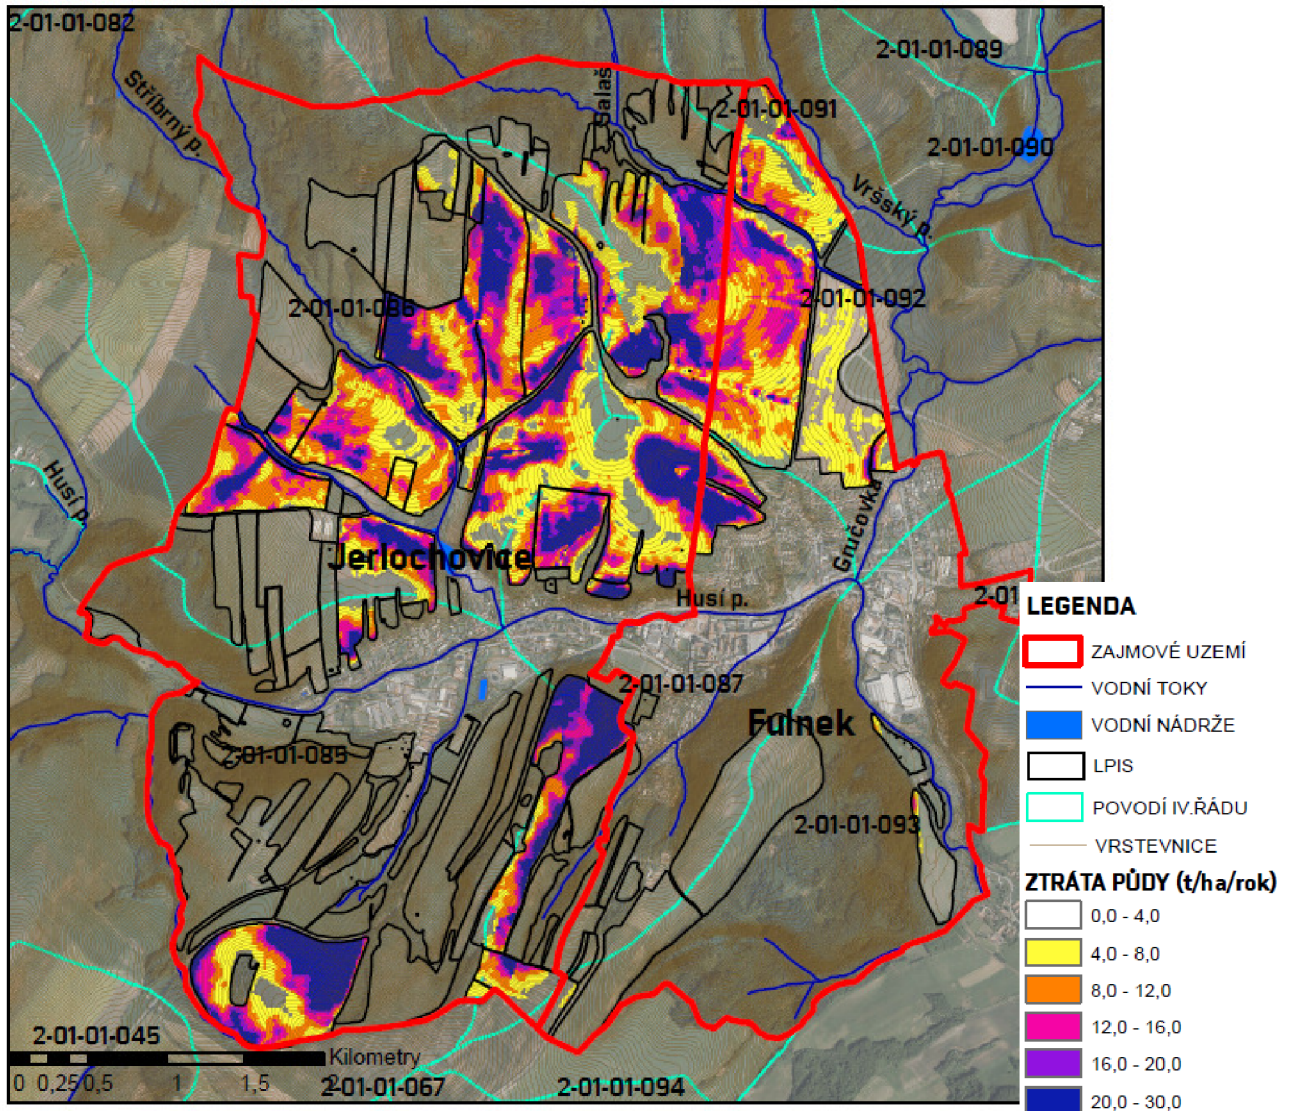 2-01-01-082
2-01-01-089
Stříbrný p.
Salaš
2-01-01-091
2-01-01-090
Vršský p.
2-01-01-086
2-01-01-092
Husí p.
Gručovka
Jerlochovice
Husí p.
2-01
2-01-01-087
Fulnek
2-01-01-085
2-01-01-093
2-01-01-045
Kilometry
0 0,25 0,5 1 1,5 2
2-01-01-067
2-01-01-094
LEGENDA
ZAJMOVÉ UZEMÍ
VODNÍ TOKY
VODNÍ NÁDRŽE
LPIS
POVODÍ IV.ŘÁDU
VRSTEVNICE
ZTRÁTA PŮDY (t/ha/rok)
0,0 - 4,0
4,0 - 8,0
8,0 - 12,0
12,0 - 16,0
16,0 - 20,0
20,0 - 30,0